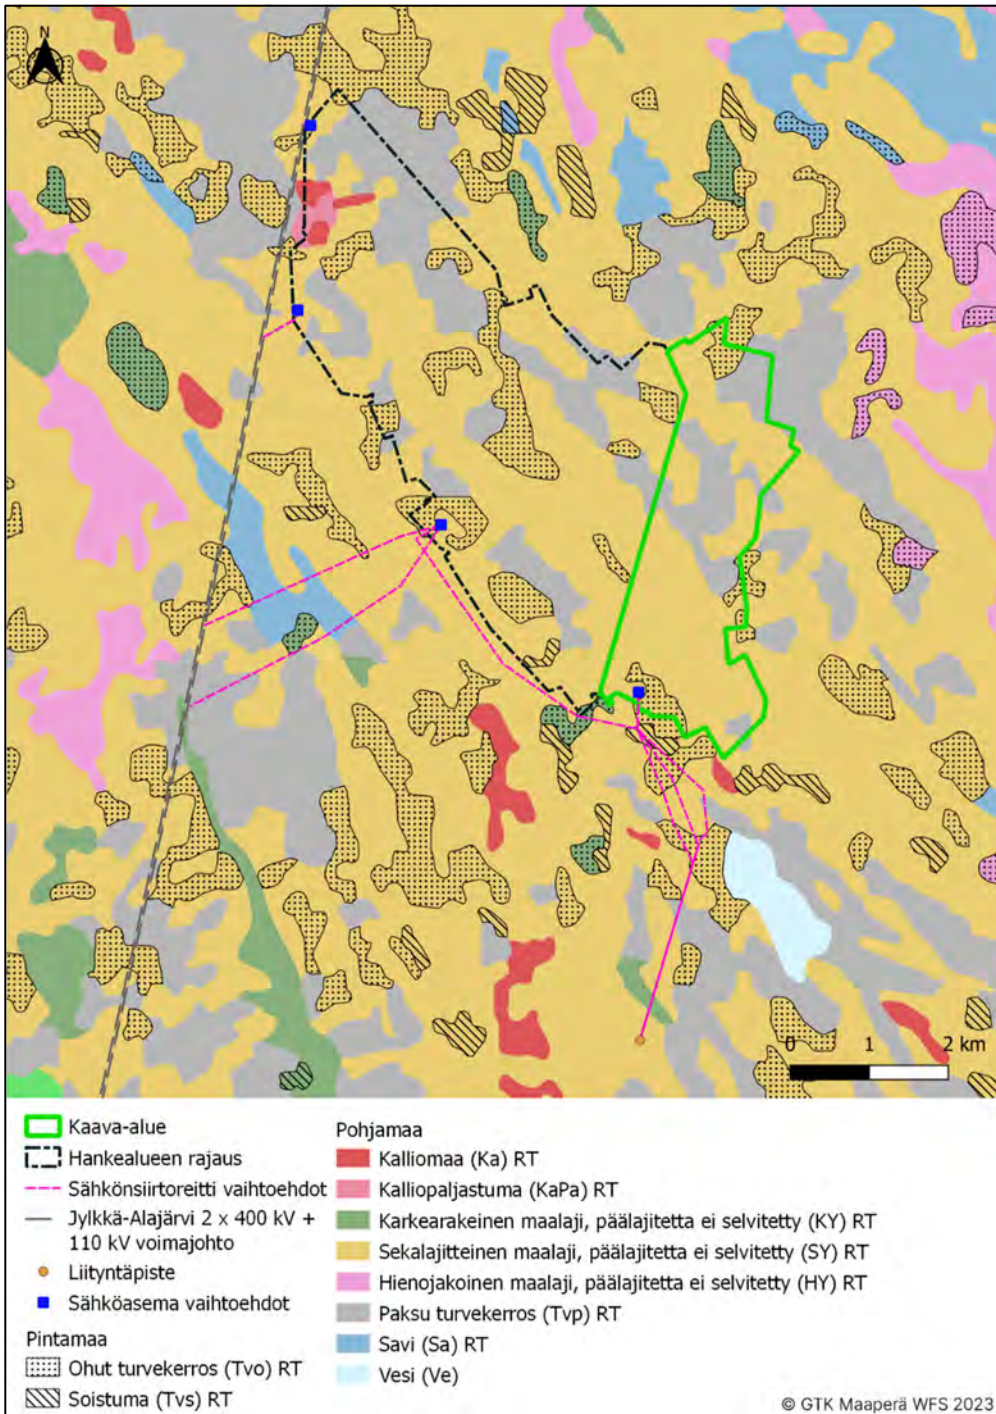 N
0 1 2 km
Kaava-alue
Hankealueen rajaus
Sähkönsiirtoreitti vaihtoehdot
Jylkkä-Alajärvi 2 x 400 kV +
110 kV voimajohto
Liityntäpiste
Sähköasema vaihtoehdot
Pintamaa
Ohut turvekerros (Tvo) RT
Soistuma (Tvs) RT
Pohjamaa
Kalliomaa (Ka) RT
Kalliopaljastuma (KaPa) RT
Karkearakeinen maalaji, päälajitetta ei selvitetty (KY) RT
Sekalajitteinen maalaji, päälajitetta ei selvitetty (SY) RT
Hienojakoinen maalaji, päälajitetta ei selvitetty (HY) RT
Paksu turvekerros (Tvp) RT
Savi (Sa) RT
Vesi (Ve)
© GTK Maaperä WFS 2023